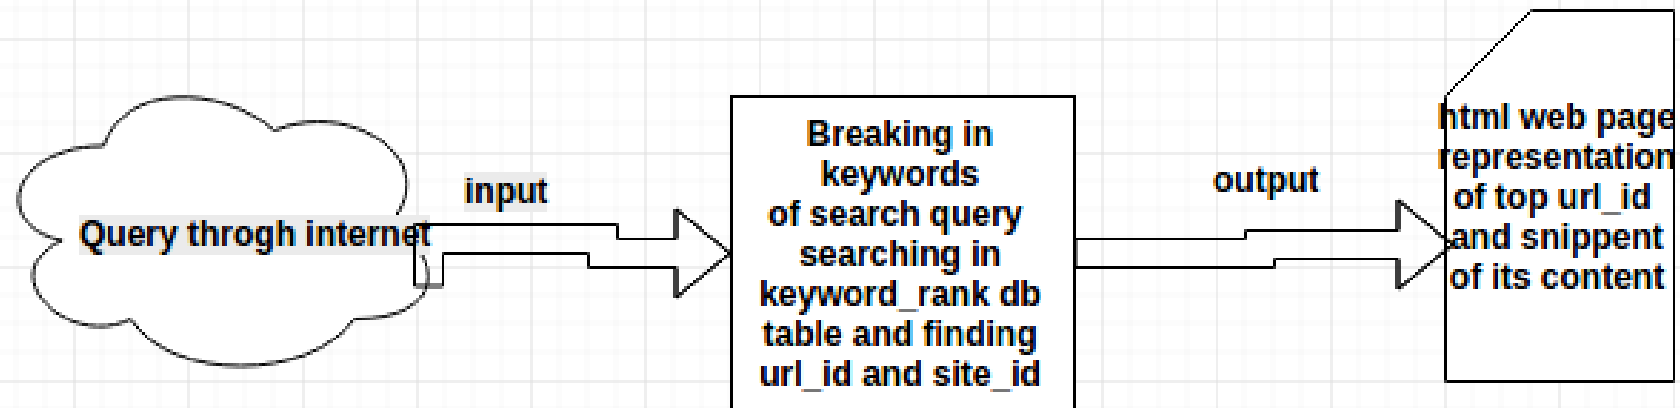 Query throgh internet
input
Breaking in
keywords
of search query
searching in
keyword_rank db
table and finding
url_id and site_id
output
html web page
representation
of top url_id
and snippent
of its content